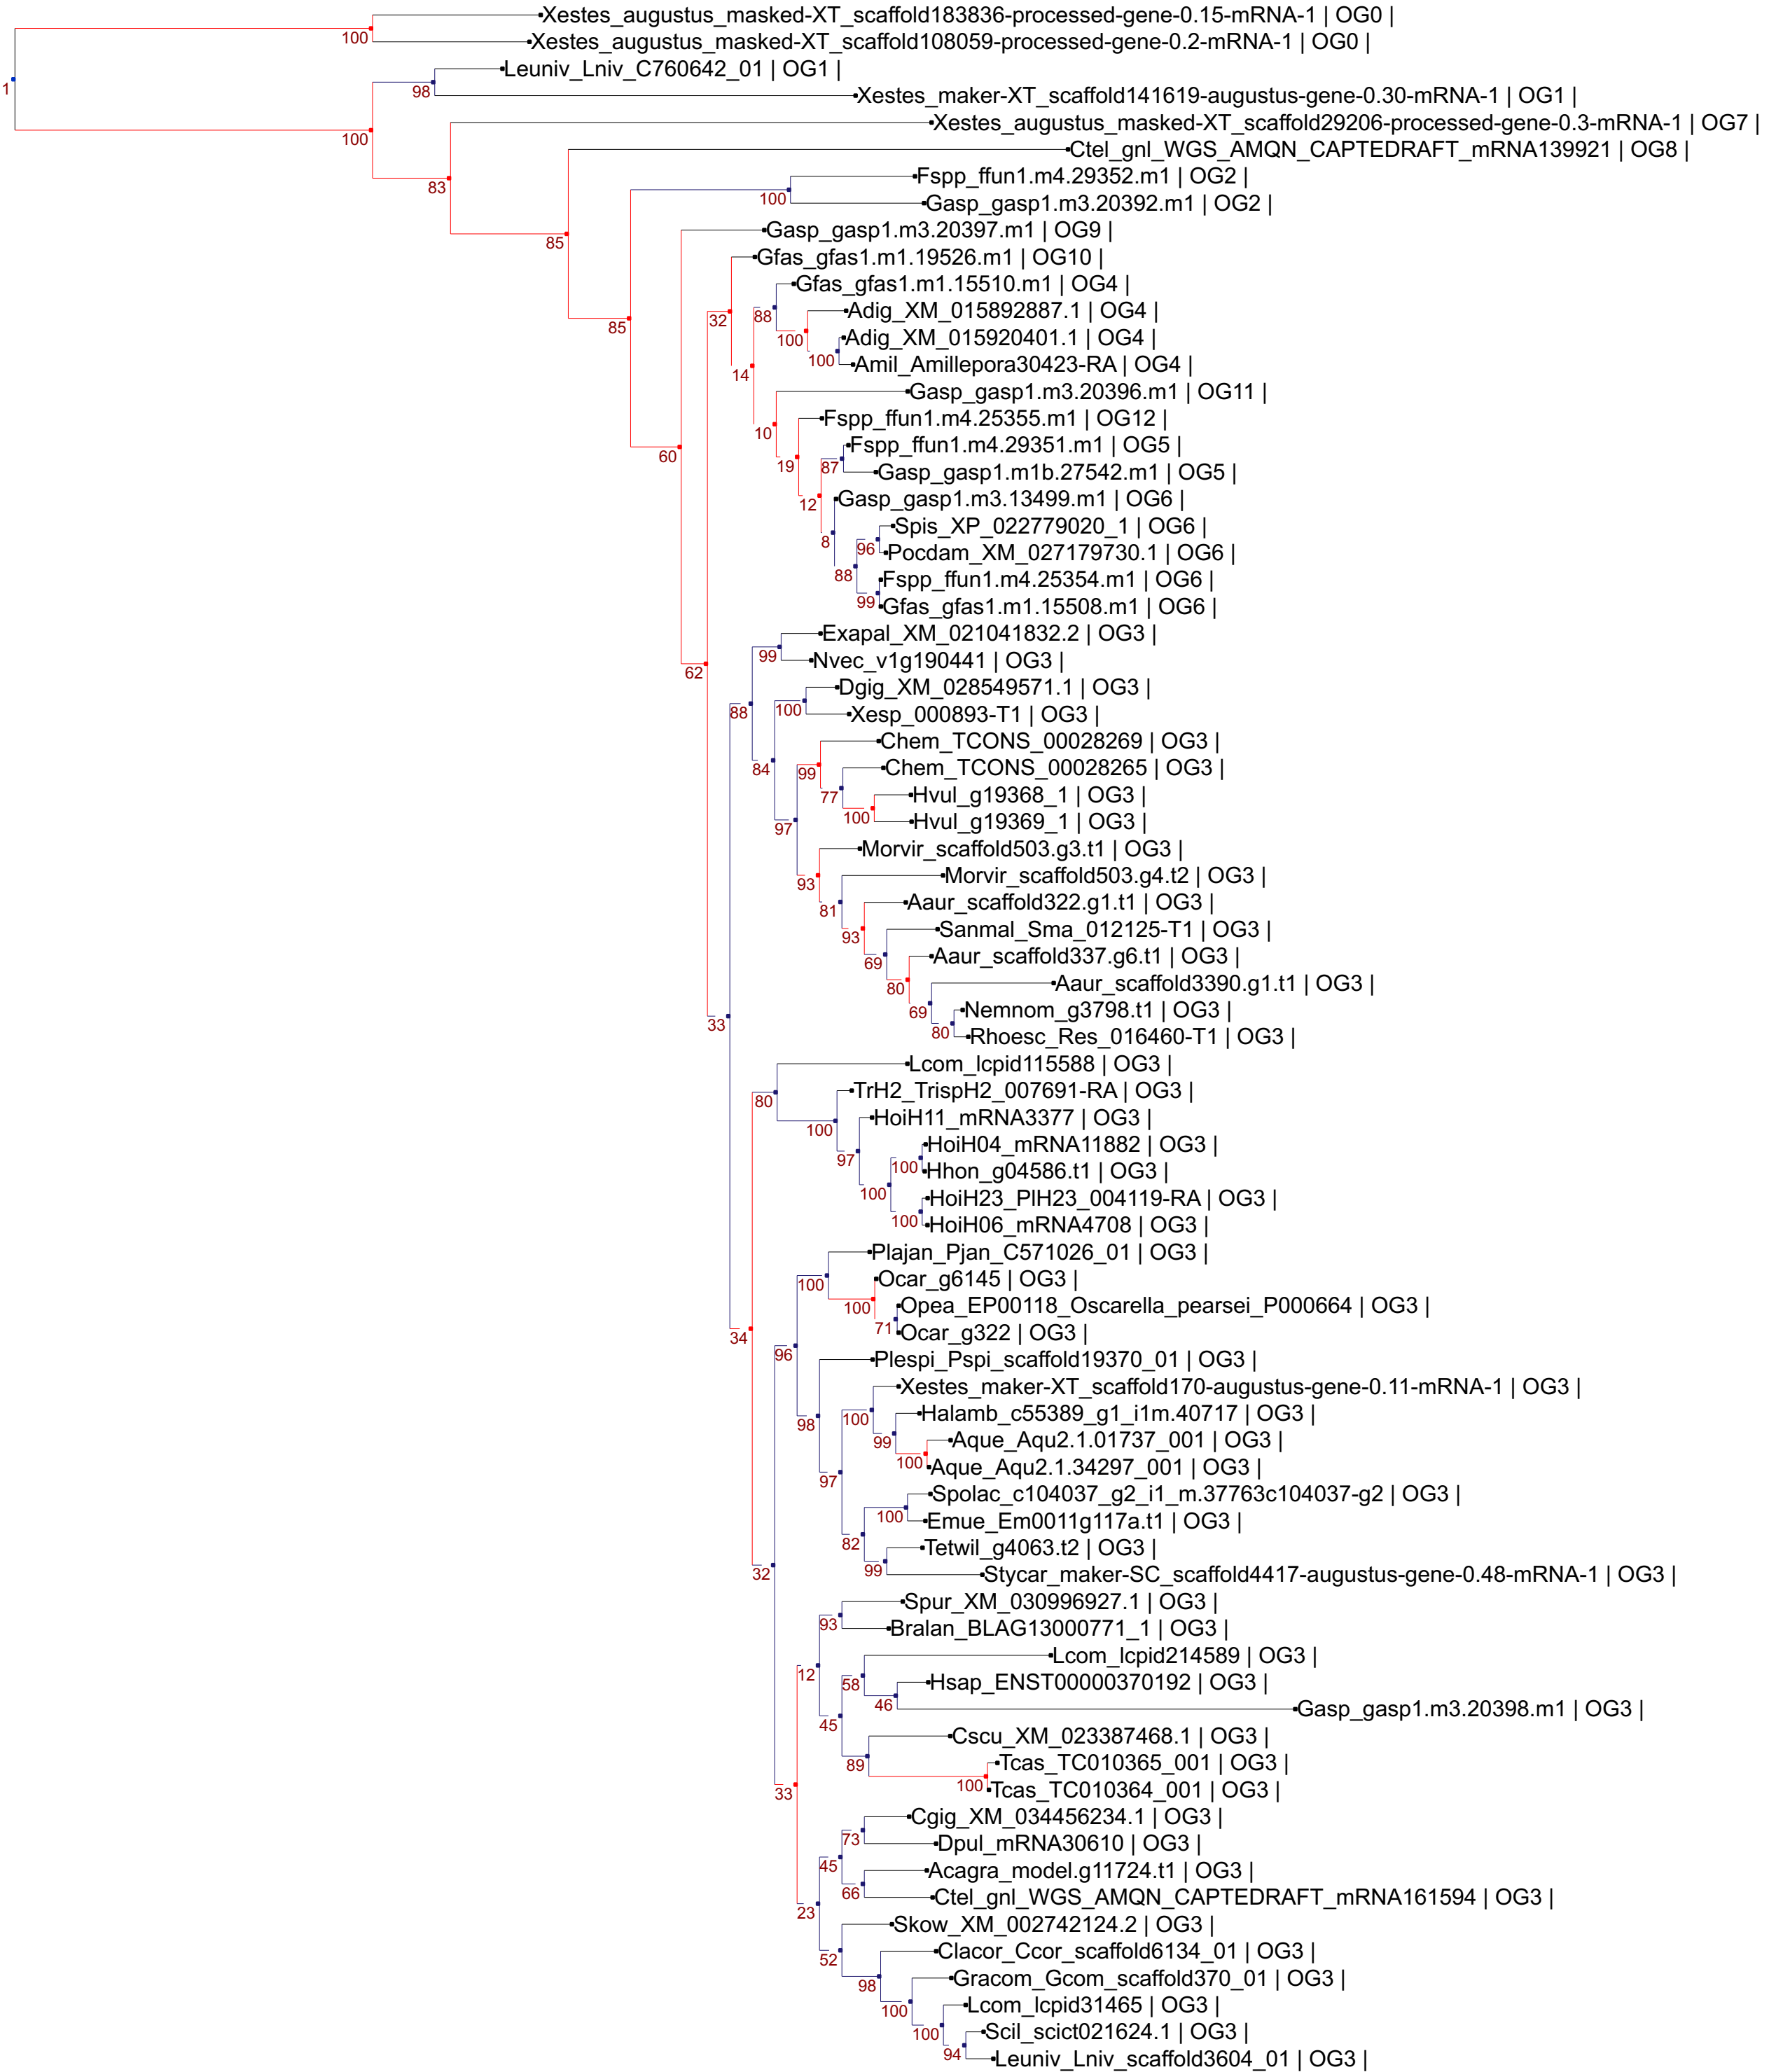 Xestes_augustus_masked-XT_scaffold183836-processed-gene-0.15-mRNA-1 | OG0 |
100
Xestes_augustus_masked-XT_scaffold108059-processed-gene-0.2-mRNA-1 | OG0 |
Leuniv_Lniv_C760642_01 | OG1 |
1
98
Xestes_maker-XT_scaffold141619-augustus-gene-0.30-mRNA-1 | OG1 |
Xestes_augustus_masked-XT_scaffold29206-processed-gene-0.3-mRNA-1 | OG7 |
100
Ctel_gnl_WGS_AMQN_CAPTEDRAFT_mRNA139921 | OG8 |
Fspp_ffun1.m4.29352.m1 | OG2 |
83
100
Gasp_gasp1.m3.20392.m1 | OG2 |
Gasp_gasp1.m3.20397.m1 | OG9 |
85
Gfas_gfas1.m1.19526.m1 | OG10 |
Gfas_gfas1.m1.15510.m1 | OG4 |
Adig_XM_015892887.1 | OG4 |
88
32
85
Adig_XM_015920401.1 | OG4 |
100
100
Amil_Amillepora30423-RA | OG4 |
14
Gasp_gasp1.m3.20396.m1 | OG11 |
Fspp_ffun1.m4.25355.m1 | OG12 |
10
Fspp_ffun1.m4.29351.m1 | OG5 |
60
19
87
Gasp_gasp1.m1b.27542.m1 | OG5 |
Gasp_gasp1.m3.13499.m1 | OG6 |
12
Spis_XP_022779020_1 | OG6 |
8
96
Pocdam_XM_027179730.1 | OG6 |
88
Fspp_ffun1.m4.25354.m1 | OG6 |
99
Gfas_gfas1.m1.15508.m1 | OG6 |
Exapal_XM_021041832.2 | OG3 |
99
Nvec_v1g190441 | OG3 |
62
Dgig_XM_028549571.1 | OG3 |
88
100
Xesp_000893-T1 | OG3 |
Chem_TCONS_00028269 | OG3 |
84
99
Chem_TCONS_00028265 | OG3 |
77
Hvul_g19368_1 | OG3 |
100
97
Hvul_g19369_1 | OG3 |
Morvir_scaffold503.g3.t1 | OG3 |
93
Morvir_scaffold503.g4.t2 | OG3 |
81
Aaur_scaffold322.g1.t1 | OG3 |
93
Sanmal_Sma_012125-T1 | OG3 |
69
Aaur_scaffold337.g6.t1 | OG3 |
80
Aaur_scaffold3390.g1.t1 | OG3 |
69
Nemnom_g3798.t1 | OG3 |
33
80
Rhoesc_Res_016460-T1 | OG3 |
Lcom_lcpid115588 | OG3 |
80
TrH2_TrispH2_007691-RA | OG3 |
100
HoiH11_mRNA3377 | OG3 |
97
HoiH04_mRNA11882 | OG3 |
100
Hhon_g04586.t1 | OG3 |
100
HoiH23_PlH23_004119-RA | OG3 |
100
HoiH06_mRNA4708 | OG3 |
Plajan_Pjan_C571026_01 | OG3 |
100
Ocar_g6145 | OG3 |
100
Opea_EP00118_Oscarella_pearsei_P000664 | OG3 |
71
34
Ocar_g322 | OG3 |
96
Plespi_Pspi_scaffold19370_01 | OG3 |
Xestes_maker-XT_scaffold170-augustus-gene-0.11-mRNA-1 | OG3 |
98
100
Halamb_c55389_g1_i1m.40717 | OG3 |
99
Aque_Aqu2.1.01737_001 | OG3 |
100
97
Aque_Aqu2.1.34297_001 | OG3 |
Spolac_c104037_g2_i1_m.37763c104037-g2 | OG3 |
100
Emue_Em0011g117a.t1 | OG3 |
82
Tetwil_g4063.t2 | OG3 |
32
99
Stycar_maker-SC_scaffold4417-augustus-gene-0.48-mRNA-1 | OG3 |
Spur_XM_030996927.1 | OG3 |
93
Bralan_BLAG13000771_1 | OG3 |
Lcom_lcpid214589 | OG3 |
12
58
Hsap_ENST00000370192 | OG3 |
46
Gasp_gasp1.m3.20398.m1 | OG3 |
45
Cscu_XM_023387468.1 | OG3 |
89
Tcas_TC010365_001 | OG3 |
33
100
Tcas_TC010364_001 | OG3 |
Cgig_XM_034456234.1 | OG3 |
73
Dpul_mRNA30610 | OG3 |
45
Acagra_model.g11724.t1 | OG3 |
66
Ctel_gnl_WGS_AMQN_CAPTEDRAFT_mRNA161594 | OG3 |
23
Skow_XM_002742124.2 | OG3 |
52
Clacor_Ccor_scaffold6134_01 | OG3 |
98
Gracom_Gcom_scaffold370_01 | OG3 |
100
Lcom_lcpid31465 | OG3 |
100
Scil_scict021624.1 | OG3 |
94
Leuniv_Lniv_scaffold3604_01 | OG3 |